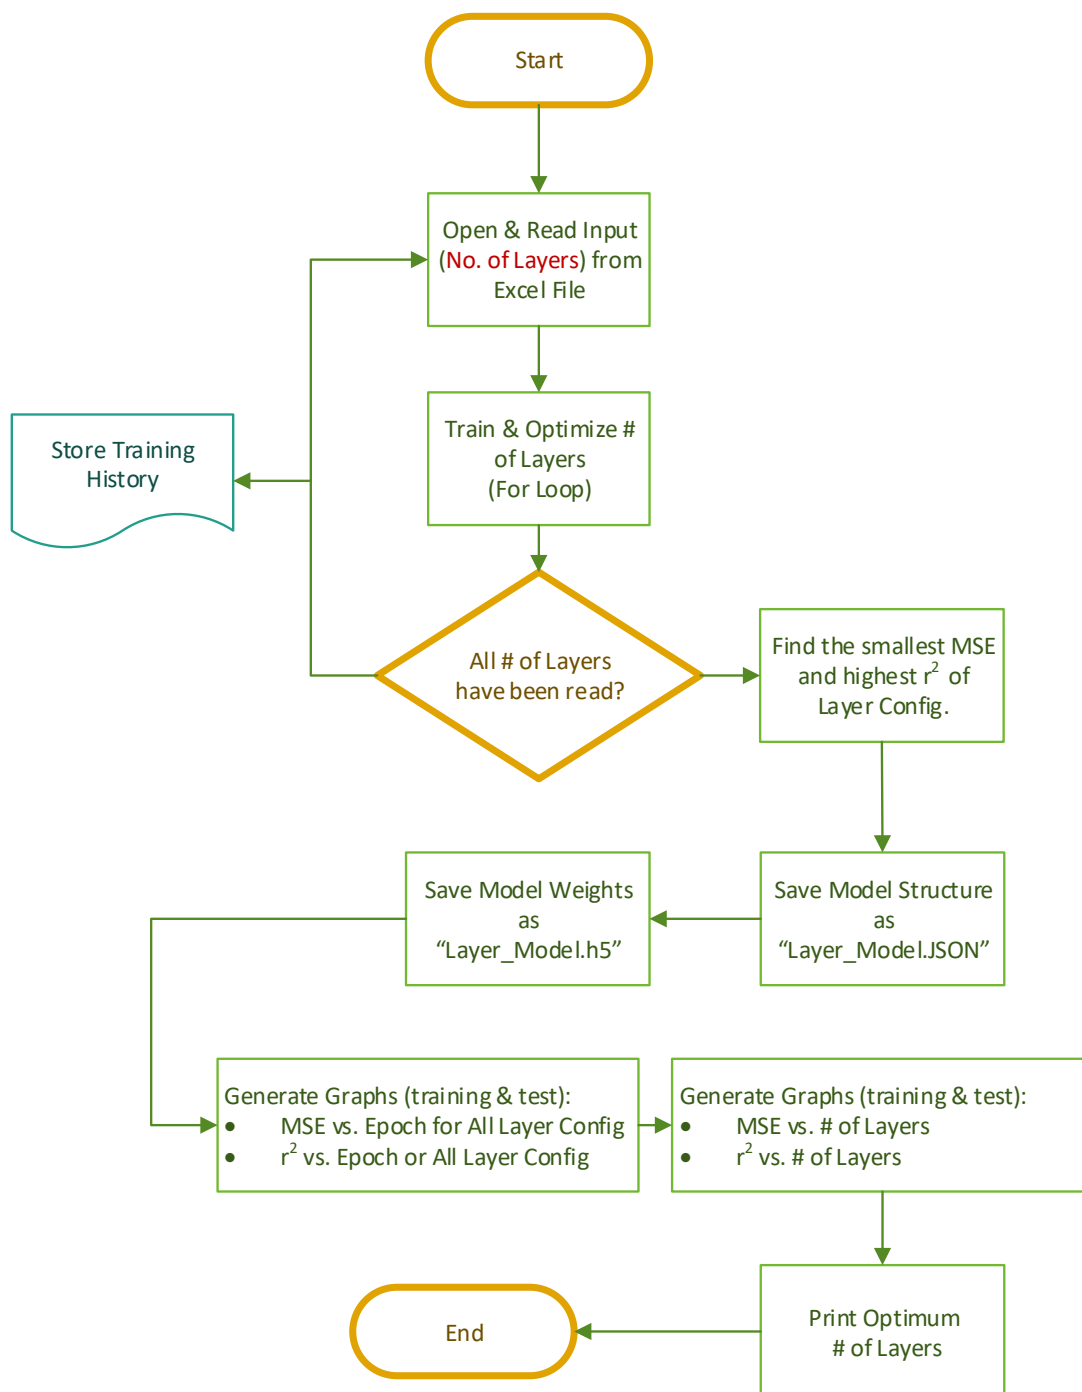 Start
Open & Read Input
(No. of Layers) from
Excel File
Train & Optimize #
of Layers
(For Loop)
Store Training
History
All # of Layers
have been read?
Find the smallest MSE
and highest r² of
Layer Config.
Save Model Structure
as
“Layer_Model.JSON”
Save Model Weights
as
“Layer_Model.h5”
Generate Graphs (training & test):
• MSE vs. Epoch for All Layer Config
• r² vs. Epoch or All Layer Config
Generate Graphs (training & test):
• MSE vs. # of Layers
• r² vs. # of Layers
Print Optimum
# of Layers
End